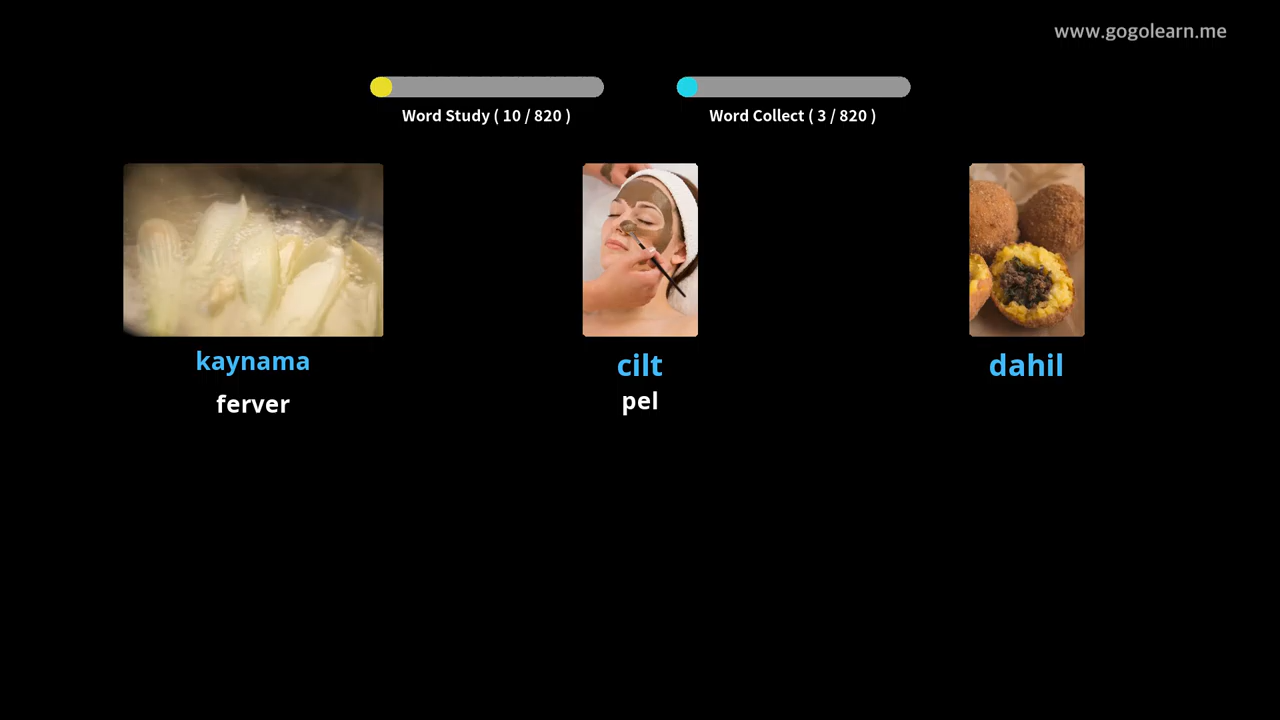 www.gogolearn.me
Word Study ( 10 / 820 )
Word Collect ( 3 / 820 )
kaynama
ferver
cilt
pel
dahil